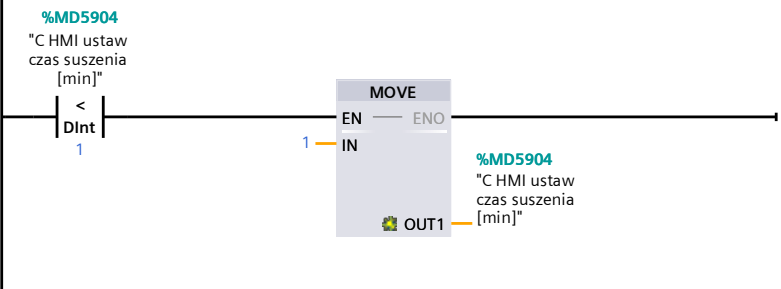 %MD5904
"C HMI ustaw
czas suszenia
[min]"
<
DInt
1
MOVE
EN
ENO
1
IN
OUT1
%MD5904
"C HMI ustaw
czas suszenia
[min]"